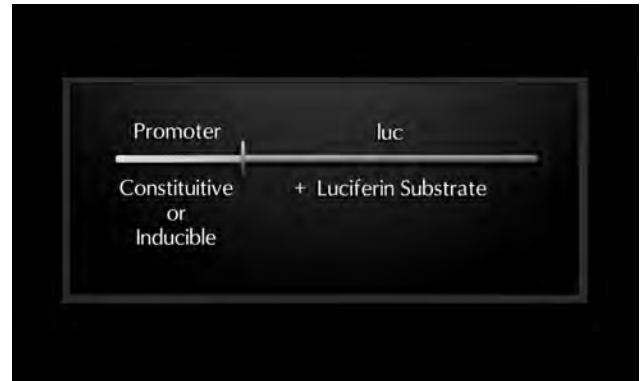 Promoter luc
Constituitive + Luciferin Substrate
or
Inducible